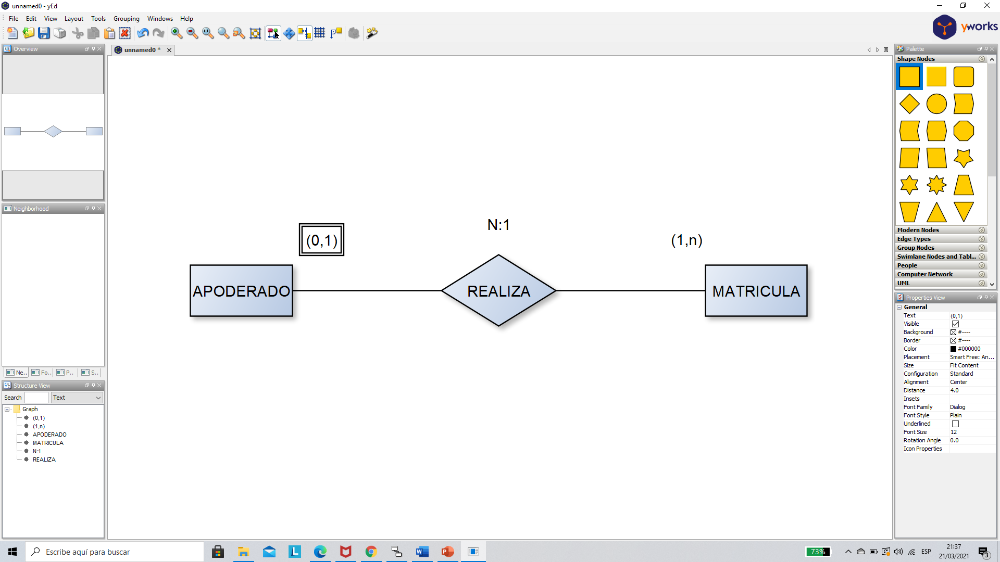 unnamed0 - yEd
File Edit View Layout Tools Grouping Windows Help
yworks
Overview
unnamed0 *
Palette
Shape Nodes
Modern Nodes
Edge Types
Group Nodes
Swimlane Nodes and Tabl...
People
Computer Network
UML
Neighborhood
Ne.. Fo.. P.. S..
Structure View
Search Text
Graph
(0,1)
(1,n)
APODERADO
MATRICULA
N:1
REALIZA
N:1
(0,1)
(1,n)
APODERADO
REALIZA
MATRICULA
Properties View
General
Text (0,1)
Visible
Background #----
Border #----
Color #000000
Placement Smart Free: An...
Size Fit Content
Configuration Standard
Alignment Center
Distance 4.0
Insets
Font Family Dialog
Font Style Plain
Underlined
Font Size 12
Rotation Angle 0.0
Icon Properties
Escribe aquí para buscar
73%
ESP
21:37
21/03/2021
3